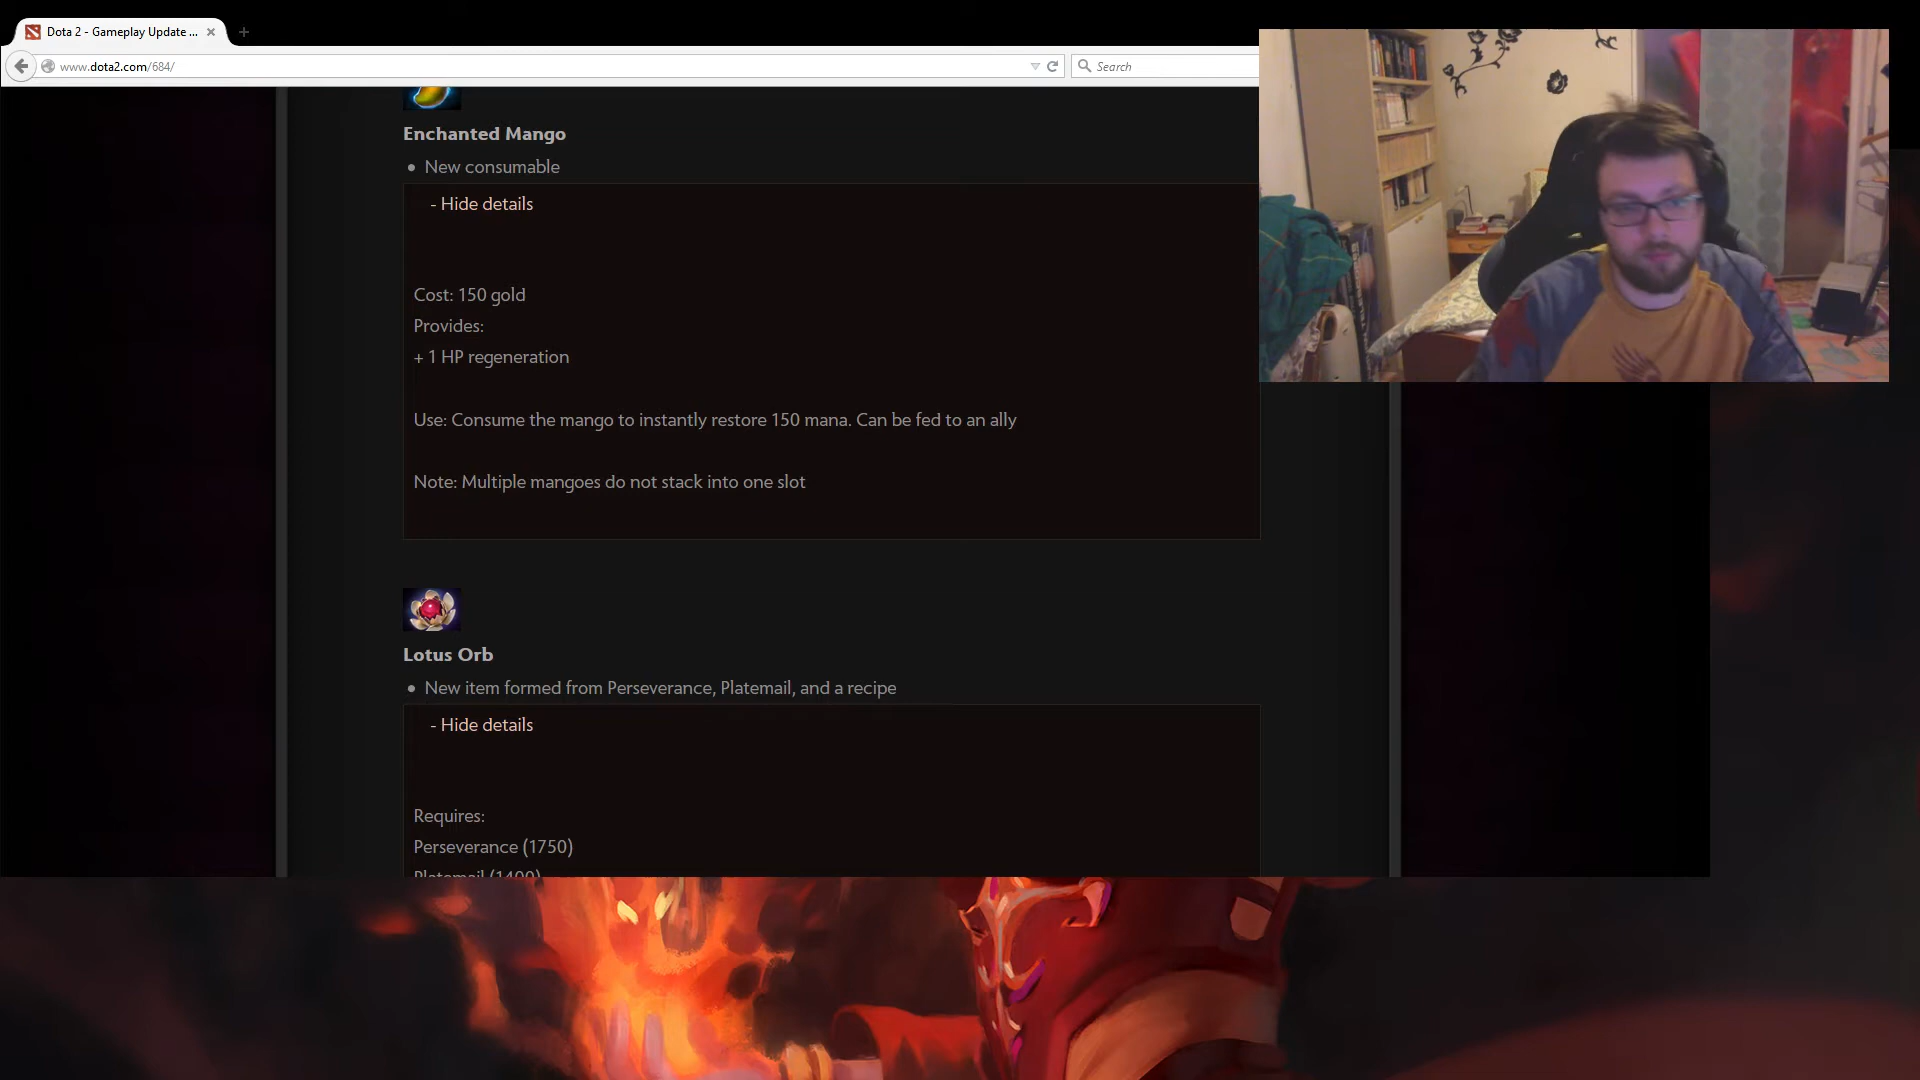 Dota 2 - Gameplay Update ...
www.dota2.com/684/
Search
Enchanted Mango
New consumable
- Hide details
Cost: 150 gold
Provides:
+ 1 HP regeneration
Use: Consume the mango to instantly restore 150 mana. Can be fed to an ally
Note: Multiple mangoes do not stack into one slot
Lotus Orb
New item formed from Perseverance, Platemail, and a recipe
- Hide details
Requires:
Perseverance (1750)
Platemail (1400)